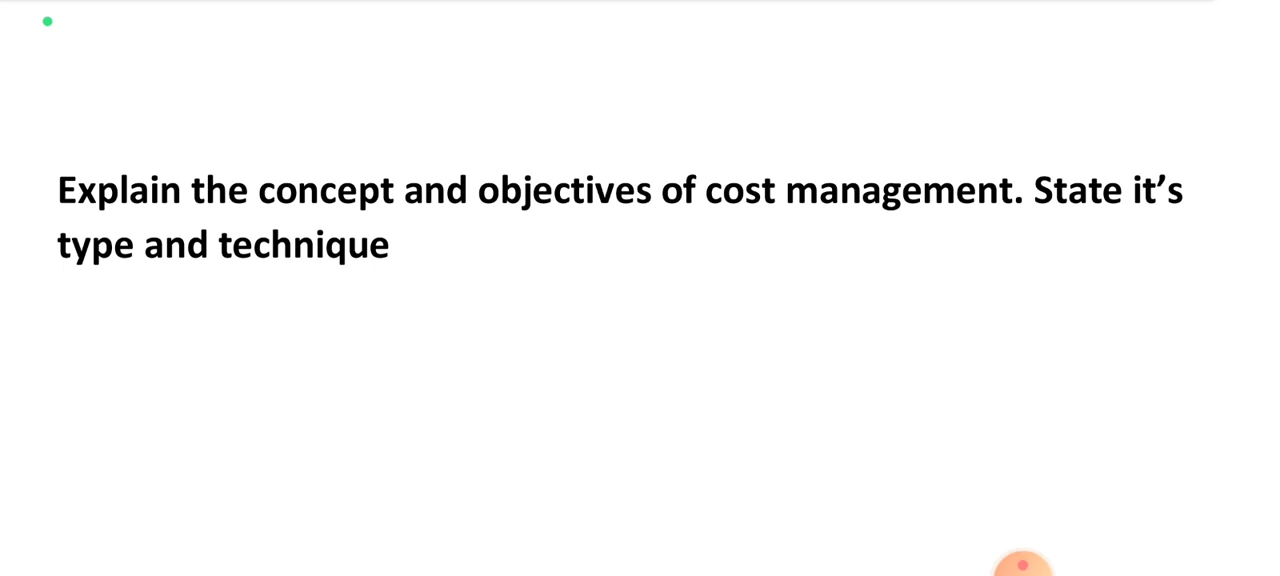 Explain the concept and objectives of cost management. State it’s
type and technique